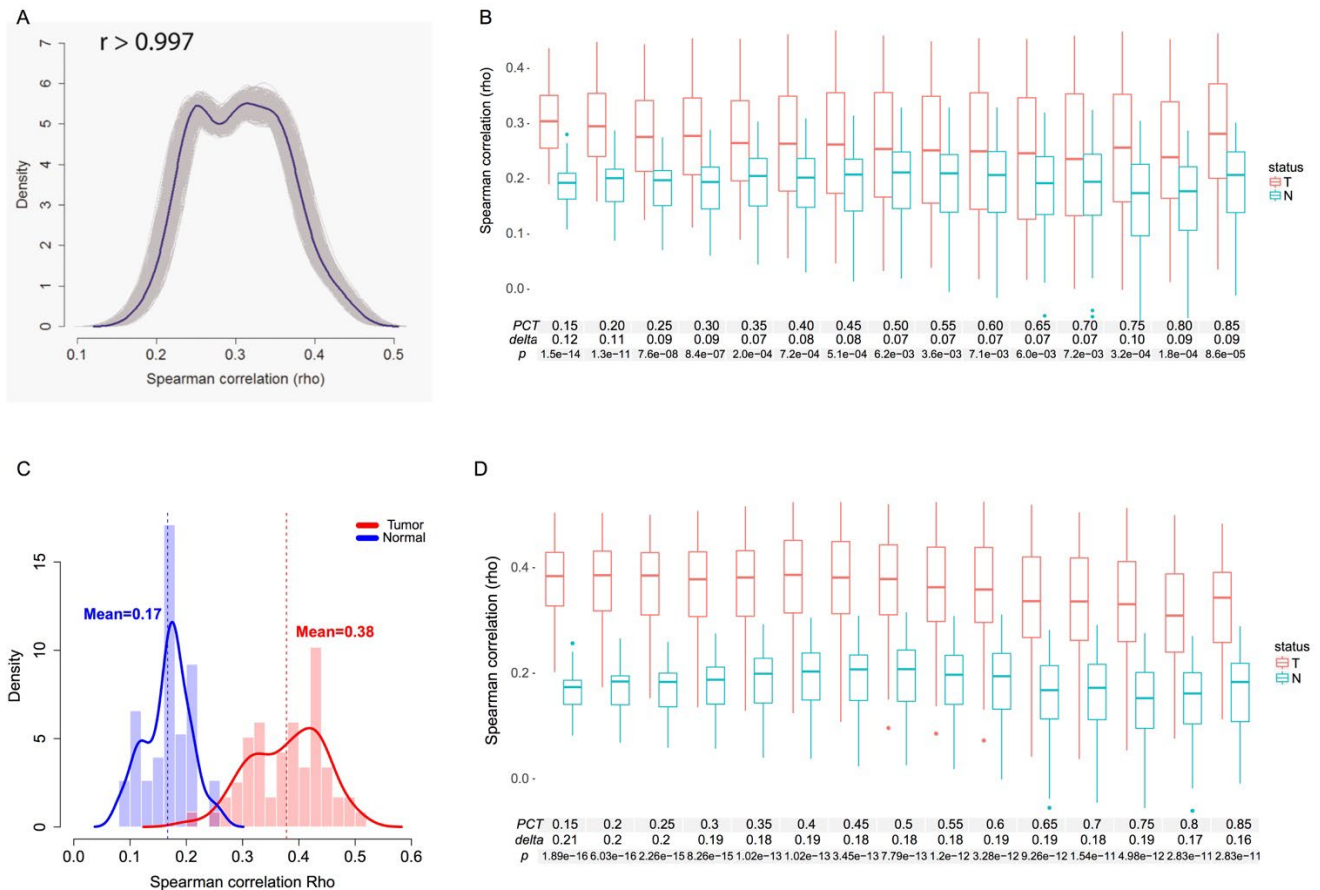 A
r > 0.997
7
6
5
4
3
2
1
0
Density
0.1 0.2 0.3 0.4 0.5
Spearman correlation (rho)
B
0.4
0.3
0.2
0.1
0.0
Spearman correlation (rho)
status
T
N
PCT 0.15 0.20 0.25 0.30 0.35 0.40 0.45 0.50 0.55 0.60 0.65 0.70 0.75 0.80 0.85
delta 0.12 0.11 0.09 0.09 0.07 0.08 0.08 0.07 0.07 0.07 0.07 0.07 0.10 0.09 0.09
p 1.5e−14 1.3e−11 7.6e−08 8.4e−07 2.0e−04 7.2e−04 5.1e−04 6.2e−03 3.6e−03 7.1e−03 6.0e−03 7.2e−03 3.2e−04 1.8e−04 8.6e−05
C
Tumor
Normal
Mean=0.17
Mean=0.38
15
10
5
0
Density
0.0 0.1 0.2 0.3 0.4 0.5 0.6
Spearman correlation Rho
D
0.4
0.2
0.0
Spearman correlation (rho)
status
T
N
PCT 0.15 0.2 0.25 0.3 0.35 0.4 0.45 0.5 0.55 0.6 0.65 0.7 0.75 0.8 0.85
delta 0.21 0.2 0.2 0.19 0.18 0.19 0.18 0.18 0.18 0.19 0.19 0.18 0.19 0.17 0.16
p 1.89e−16 6.03e−16 2.26e−15 8.26e−15 1.02e−13 1.02e−13 3.45e−13 7.79e−13 1.2e−12 3.28e−12 9.26e−12 1.54e−11 4.98e−12 2.83e−11 2.83e−11